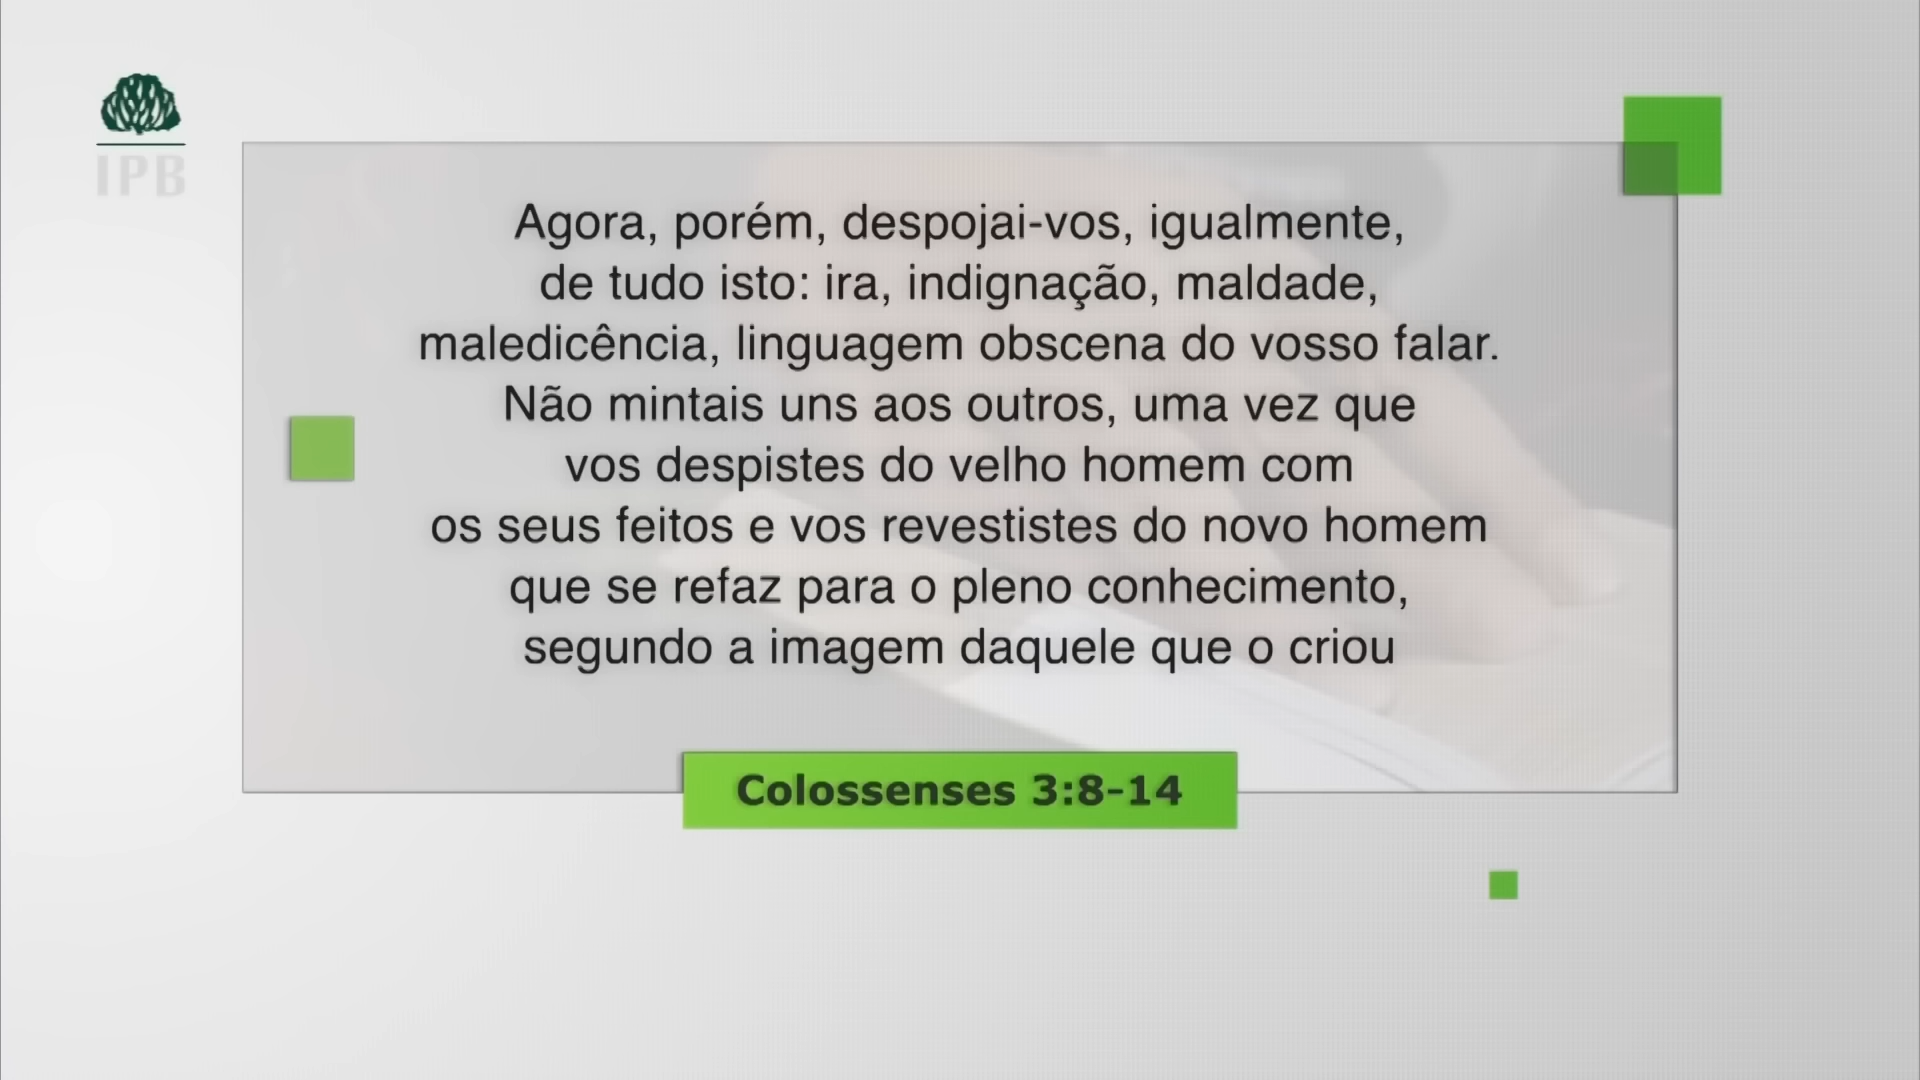 IPB
Agora, porém, despojai-vos, igualmente,
de tudo isto: ira, indignação, maldade,
maledicência, linguagem obscena do vosso falar.
Não mintais uns aos outros, uma vez que
vos despistes do velho homem com
os seus feitos e vos revestistes do novo homem
que se refaz para o pleno conhecimento,
segundo a imagem daquele que o criou
Colossenses 3:8-14